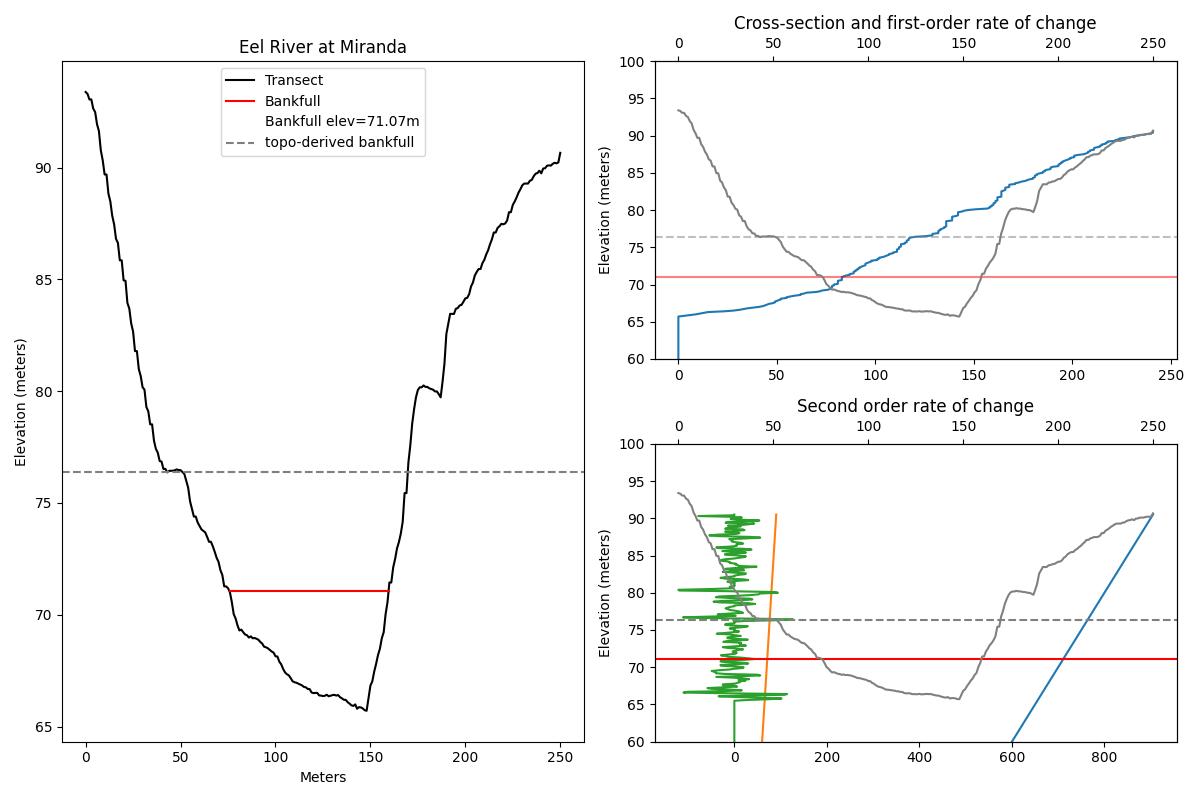 Eel River at Miranda
Transect
Bankfull
Bankfull elev=71.07m
topo-derived bankfull
Elevation (meters)
90
85
80
75
70
65
0 50 100 150 200 250
Meters
Cross-section and first-order rate of change
0 50 100 150 200 250
Elevation (meters)
100
95
90
85
80
75
70
65
60
0 50 100 150 200 250
Second order rate of change
0 50 100 150 200 250
Elevation (meters)
100
95
90
85
80
75
70
65
60
0 200 400 600 800